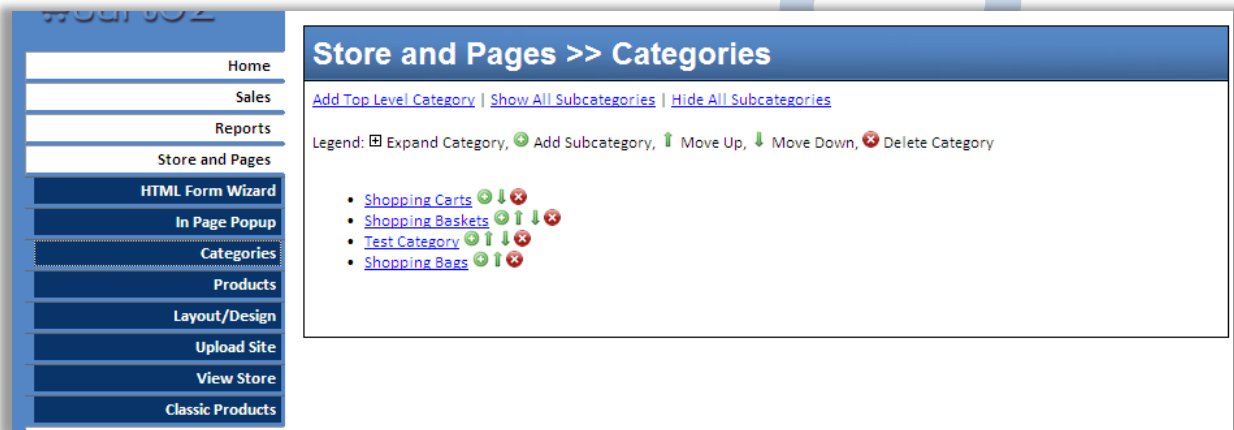 Home
Sales
Reports
Store and Pages
HTML Form Wizard
In Page Popup
Categories
Products
Layout/Design
Upload Site
View Store
Classic Products
Store and Pages >> Categories
Add Top Level Category | Show All Subcategories | Hide All Subcategories
Legend: Expand Category, Add Subcategory, Move Up, Move Down, Delete Category
Shopping Carts
Shopping Baskets
Test Category
Shopping Bags